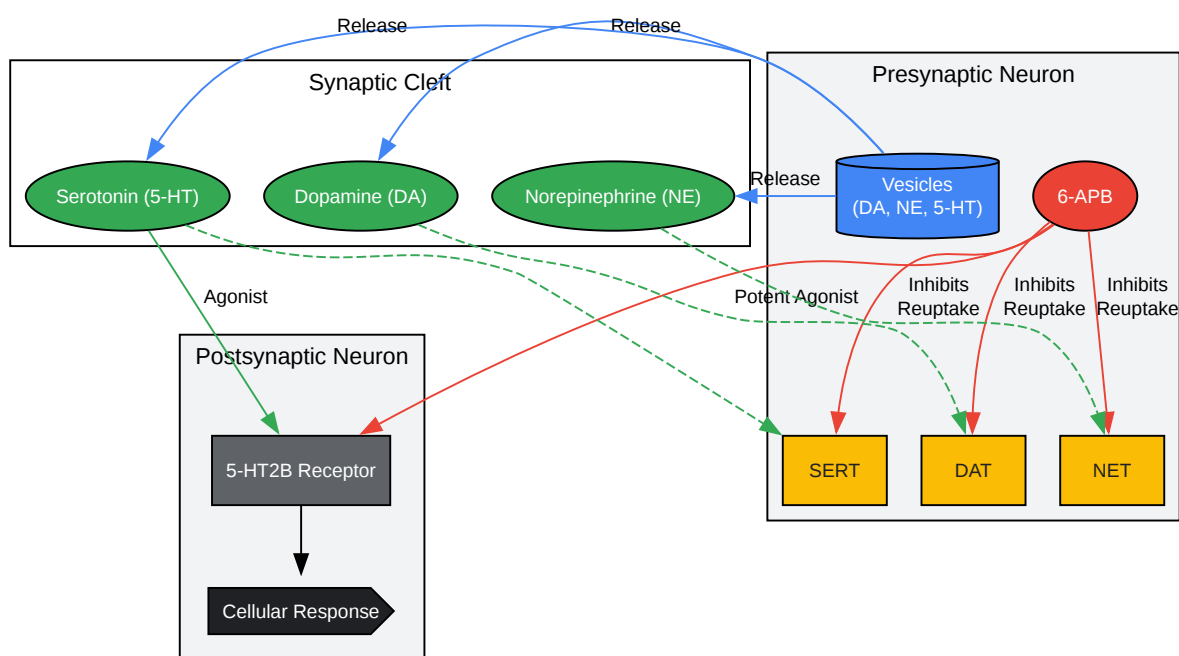 Release
Release
Synaptic Cleft
Presynaptic Neuron
Serotonin (5-HT)
Dopamine (DA)
Norepinephrine (NE)
Release
Vesicles
(DA, NE, 5-HT)
6-APB
Agonist
Potent Agonist
Inhibits
Reuptake
Inhibits
Reuptake
Inhibits
Reuptake
Postsynaptic Neuron
5-HT2B Receptor
SERT
DAT
NET
Cellular Response